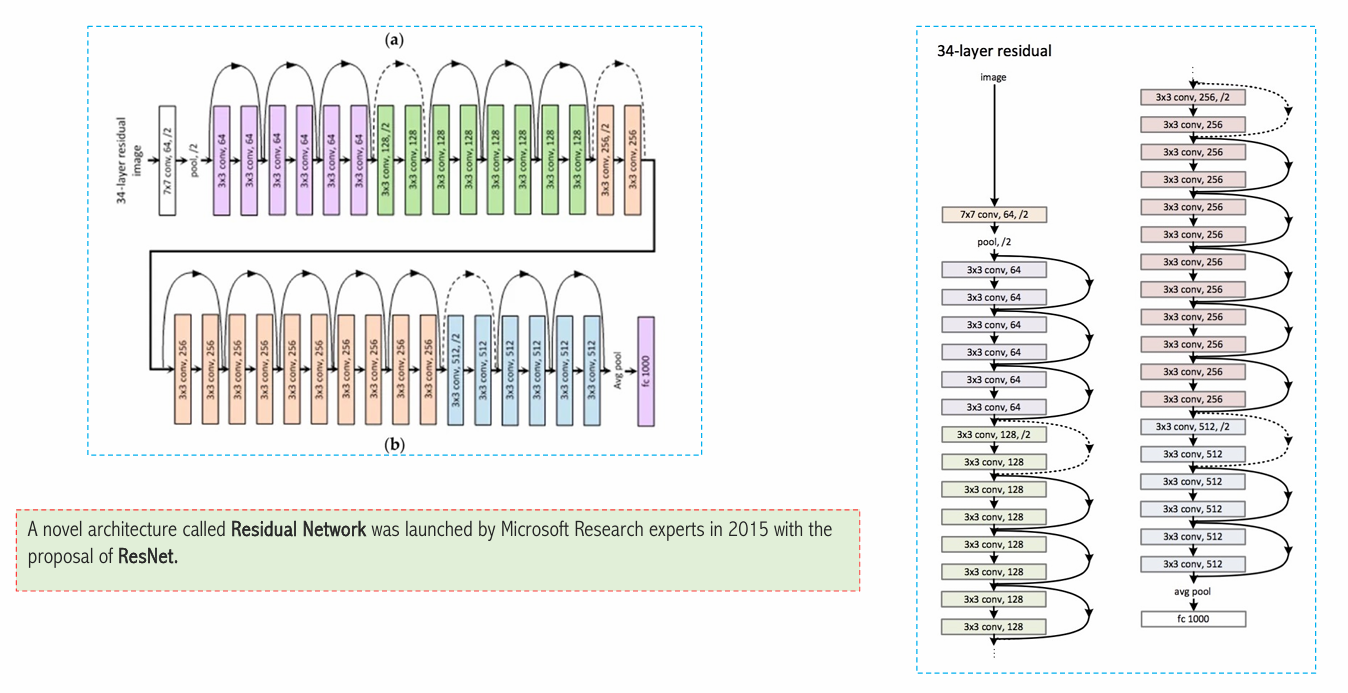 (a)
34-layer residual
image
7x7 conv, 64, /2
pool, /2
3x3 conv, 64
3x3 conv, 64
3x3 conv, 64
3x3 conv, 64
3x3 conv, 64
3x3 conv, 64
3x3 conv, 128, /2
3x3 conv, 128
3x3 conv, 128
3x3 conv, 128
3x3 conv, 128
3x3 conv, 128
3x3 conv, 128
3x3 conv, 128
3x3 conv, 256, /2
3x3 conv, 256
3x3 conv, 256
3x3 conv, 256
3x3 conv, 256
3x3 conv, 256
3x3 conv, 256
3x3 conv, 256
3x3 conv, 256
3x3 conv, 256
3x3 conv, 256
3x3 conv, 256
3x3 conv, 512, /2
3x3 conv, 512
3x3 conv, 512
3x3 conv, 512
3x3 conv, 512
3x3 conv, 512
Avg pool
fc 1000
(b)
A novel architecture called Residual Network was launched by Microsoft Research experts in 2015 with the
proposal of ResNet.
34-layer residual
image
7x7 conv, 64, /2
pool, /2
3x3 conv, 64
3x3 conv, 64
3x3 conv, 64
3x3 conv, 64
3x3 conv, 64
3x3 conv, 64
3x3 conv, 128, /2
3x3 conv, 128
3x3 conv, 128
3x3 conv, 128
3x3 conv, 128
3x3 conv, 128
3x3 conv, 128
3x3 conv, 128
3x3 conv, 256, /2
3x3 conv, 256
3x3 conv, 256
3x3 conv, 256
3x3 conv, 256
3x3 conv, 256
3x3 conv, 256
3x3 conv, 256
3x3 conv, 256
3x3 conv, 256
3x3 conv, 256
3x3 conv, 256
3x3 conv, 512, /2
3x3 conv, 512
3x3 conv, 512
3x3 conv, 512
3x3 conv, 512
3x3 conv, 512
avg pool
fc 1000